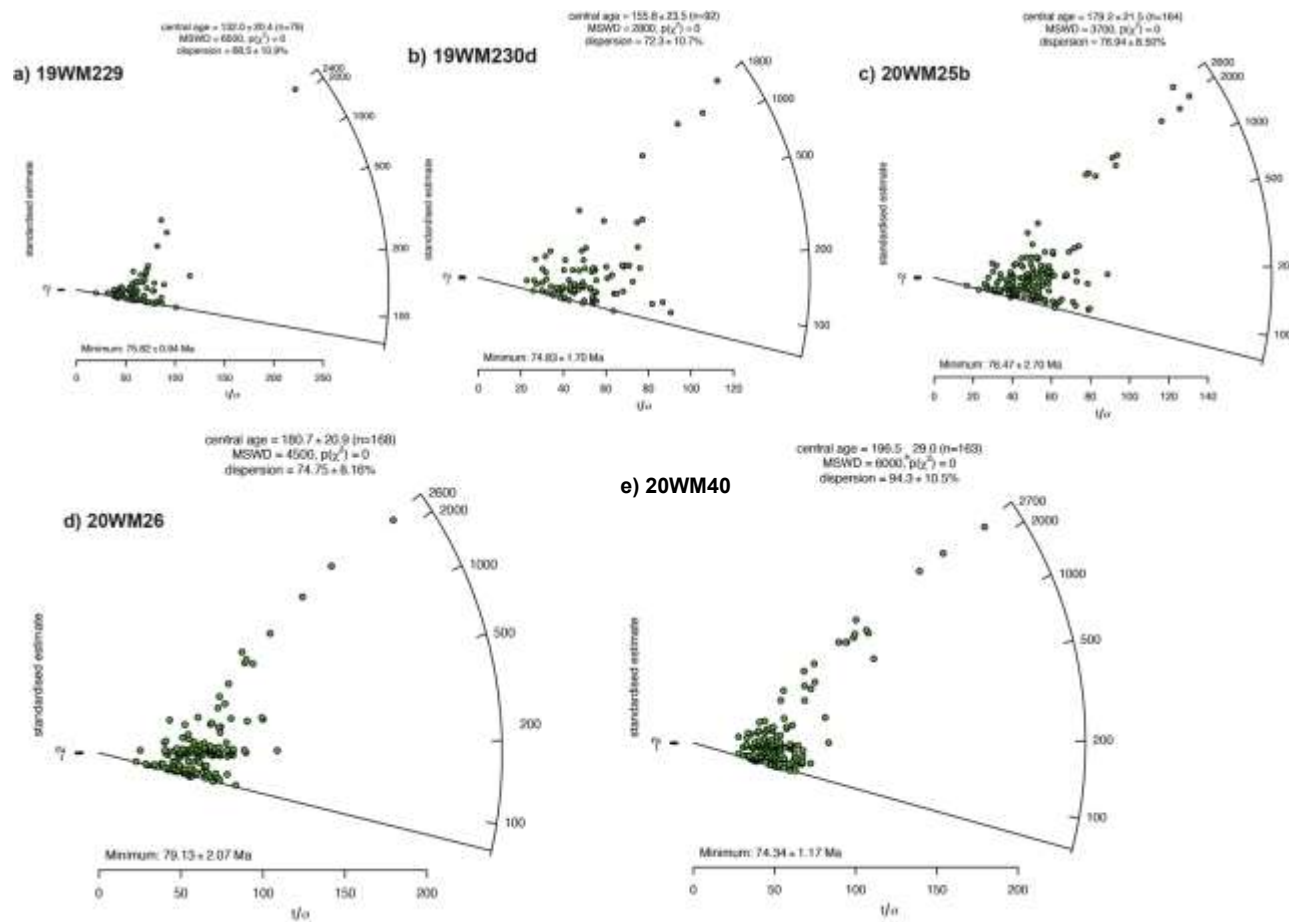 central age = 132.0 ± 20.4 (n=79)
MSWD = 6000, p(χ²) = 0
dispersion = 88.5 ± 10.9%
a) 19WM229
2400
2000
1000
500
200
100
standardised estimate
2
Minimum: 75.82 ± 0.94 Ma
0 50 100 150 200 250
t/σ
central age = 155.8 ± 23.5 (n=92)
MSWD = 2800, p(χ²) = 0
dispersion = 72.3 ± 10.7%
b) 19WM230d
1800
1000
500
200
100
standardised estimate
Minimum: 74.83 ± 1.70 Ma
0 20 40 60 80 100 120
t/σ
central age = 179.2 ± 21.5 (n=164)
MSWD = 3700, p(χ²) = 0
dispersion = 76.94 ± 8.50%
c) 20WM25b
2600
2000
1000
500
200
100
standardised estimate
Minimum: 76.47 ± 2.70 Ma
0 20 40 60 80 100 120 140
t/σ
central age = 180.7 ± 20.9 (n=168)
MSWD = 4500, p(χ²) = 0
dispersion = 74.75 ± 8.16%
d) 20WM26
2600
2000
1000
500
200
100
standardised estimate
Minimum: 79.13 ± 2.07 Ma
0 50 100 150 200
t/σ
central age = 196.5 ± 29.0 (n=163)
MSWD = 6000, p(χ²) = 0
dispersion = 94.3 ± 10.5%
e) 20WM40
2700
2000
1000
500
200
100
standardised estimate
Minimum: 74.34 ± 1.17 Ma
0 50 100 150 200
t/σ